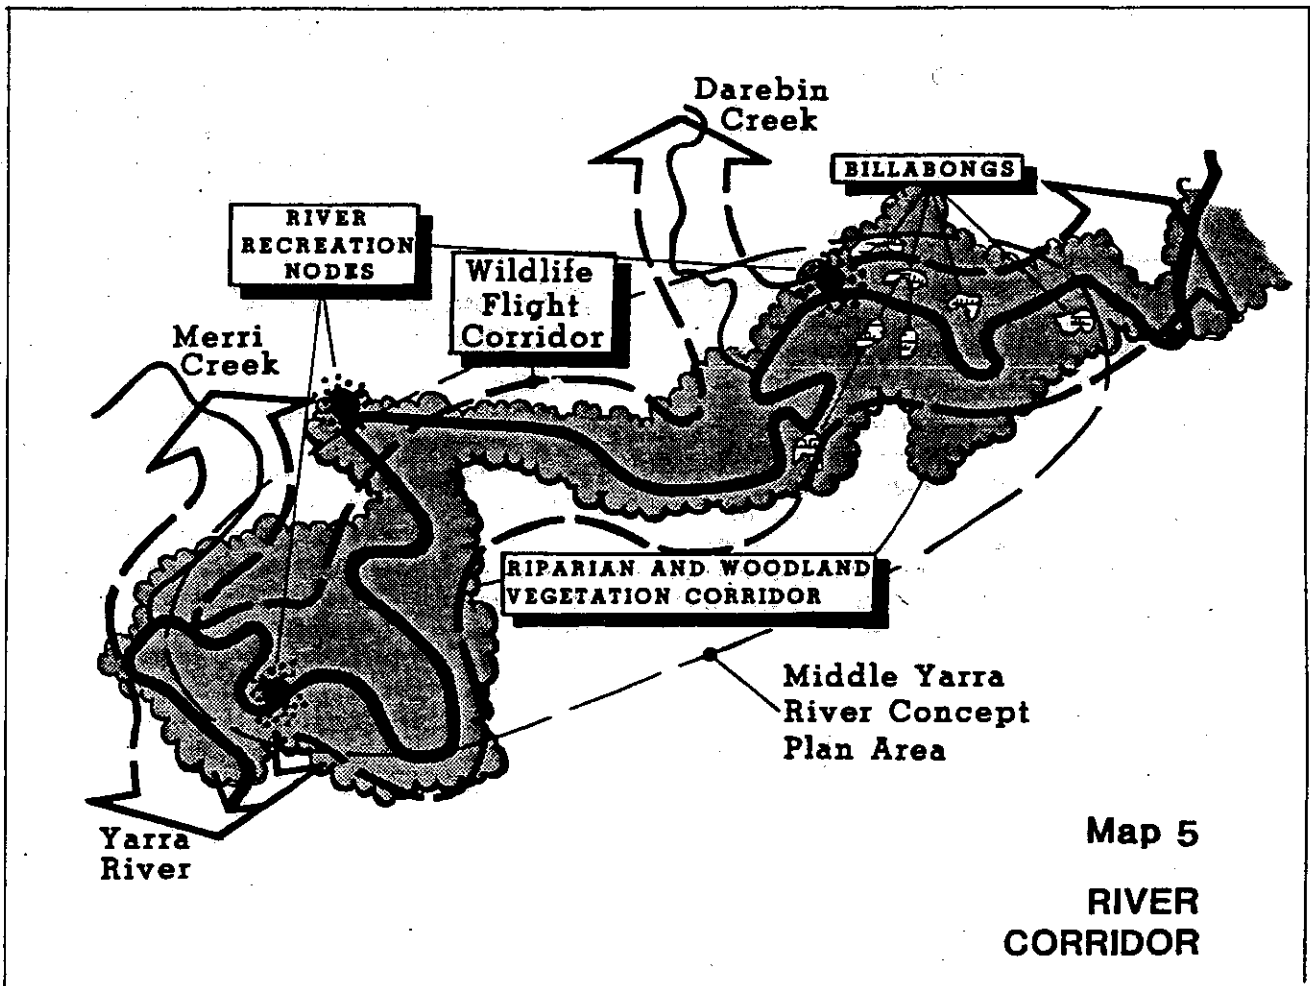 Darebin
Creek
BILLABONGS
RIVER
RECREATION
NODES
Wildlife
Flight
Corridor
Merri
Creek
RIPARIAN AND WOODLAND
VEGETATION CORRIDOR
Middle Yarra
River Concept
Plan Area
Yarra
River
Map 5
RIVER
CORRIDOR